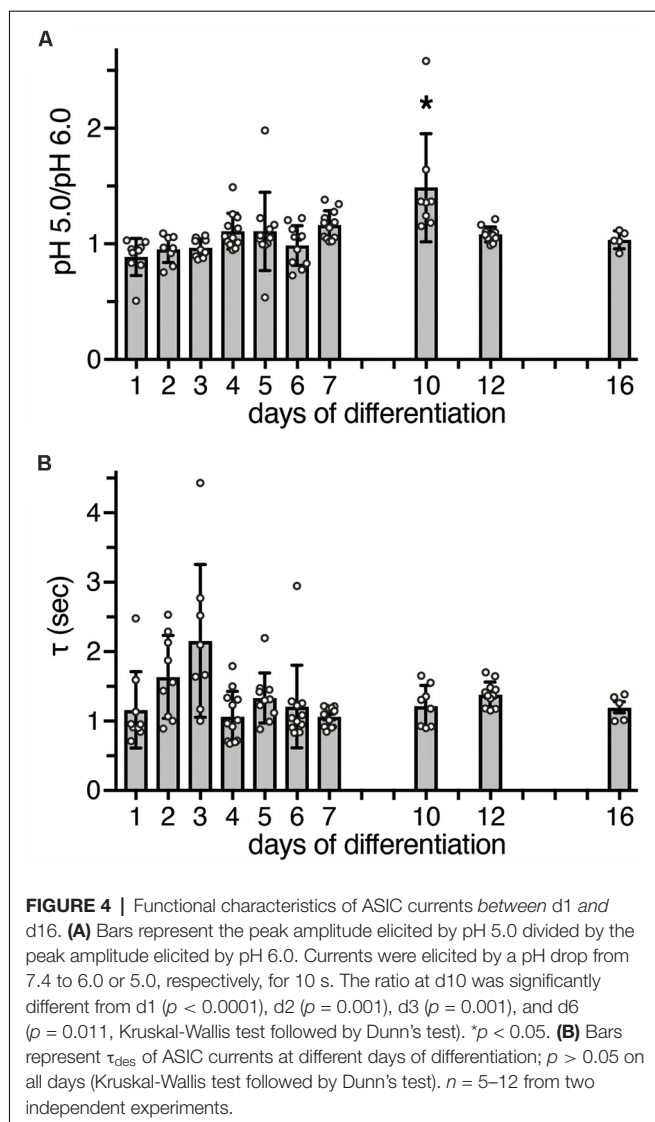 A
pH 5.0/pH 6.0
2
1
0
1 2 3 4 5 6 7 10 12 16
days of differentiation
*
B
τ (sec)
4
3
2
1
0
1 2 3 4 5 6 7 10 12 16
days of differentiation
FIGURE 4 | Functional characteristics of ASIC currents between d1 and
d16. (A) Bars represent the peak amplitude elicited by pH 5.0 divided by the
peak amplitude elicited by pH 6.0. Currents were elicited by a pH drop from
7.4 to 6.0 or 5.0, respectively, for 10 s. The ratio at d10 was significantly
different from d1 (p < 0.0001), d2 (p = 0.001), d3 (p = 0.001), and d6
(p = 0.011, Kruskal-Wallis test followed by Dunn's test). *p < 0.05. (B) Bars
represent τdes of ASIC currents at different days of differentiation; p > 0.05 on
all days (Kruskal-Wallis test followed by Dunn's test). n = 5–12 from two
independent experiments.